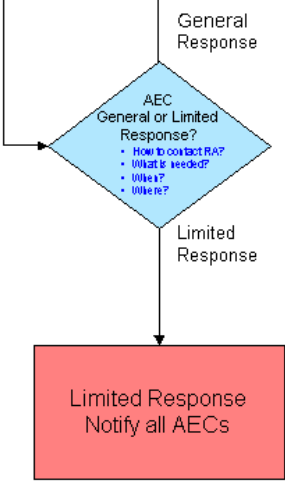 General
Response
AEC
General or Limited
Response?
• How to contact RA?
• What is needed?
• When?
• Where?
Limited
Response
Limited Response
Notify all AECs